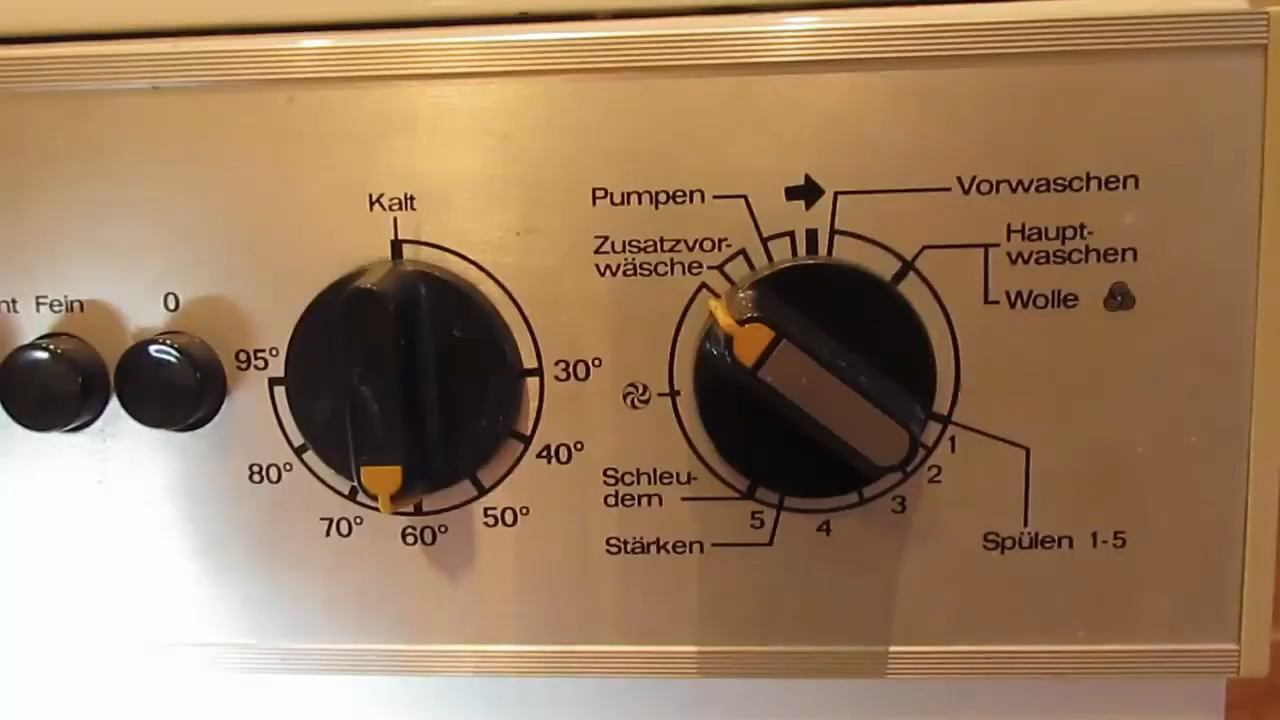 nt Fein
0
Kalt
95°
30°
40°
50°
60°
70°
80°
Pumpen
Zusatzvor-
wäsche
Vorwaschen
Haupt-
waschen
Wolle
Schleu-
dern
Stärken
5
4
3
2
1
Spülen 1-5